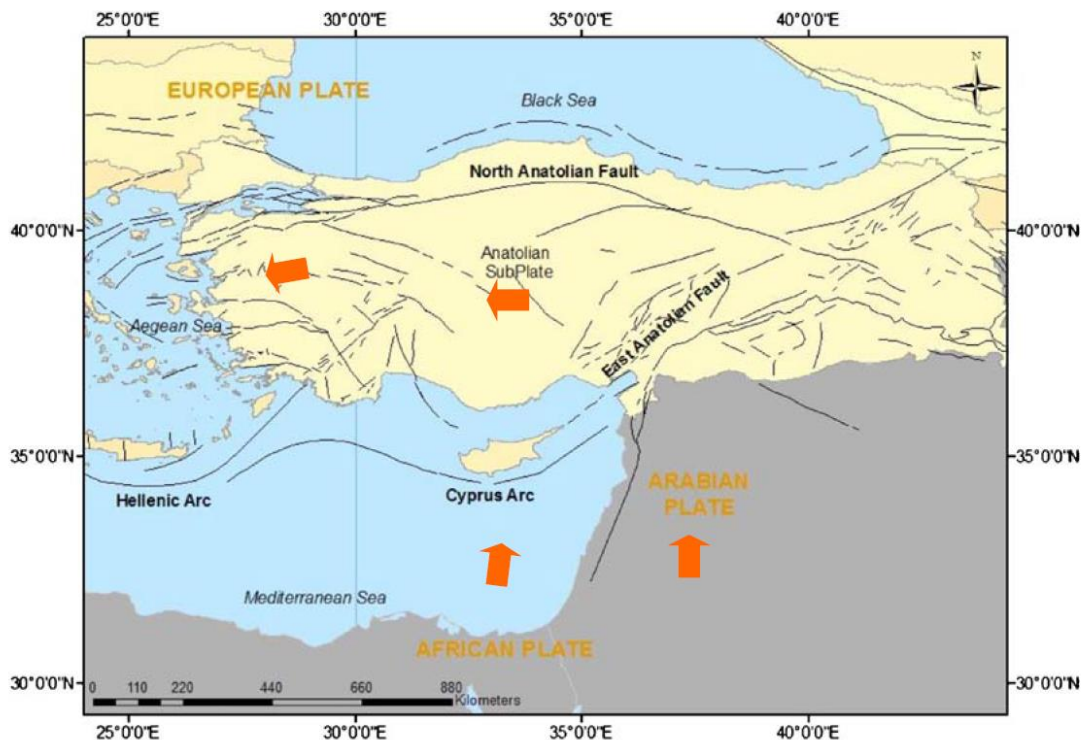 25°0'0"E
30°0'0"E
35°0'0"E
40°0'0"E
N
EUROPEAN PLATE
Black Sea
North Anatolian Fault
40°0'0"N
40°0'0"N
Anatolian
SubPlate
East Anatolian Fault
Aegean Sea
35°0'0"N
35°0'0"N
Hellenic Arc
Cyprus Arc
ARABIAN
PLATE
Mediterranean Sea
AFRICAN PLATE
30°0'0"N
30°0'0"N
0 110 220 440 660 880
Kilometers
25°0'0"E
30°0'0"E
35°0'0"E
40°0'0"E